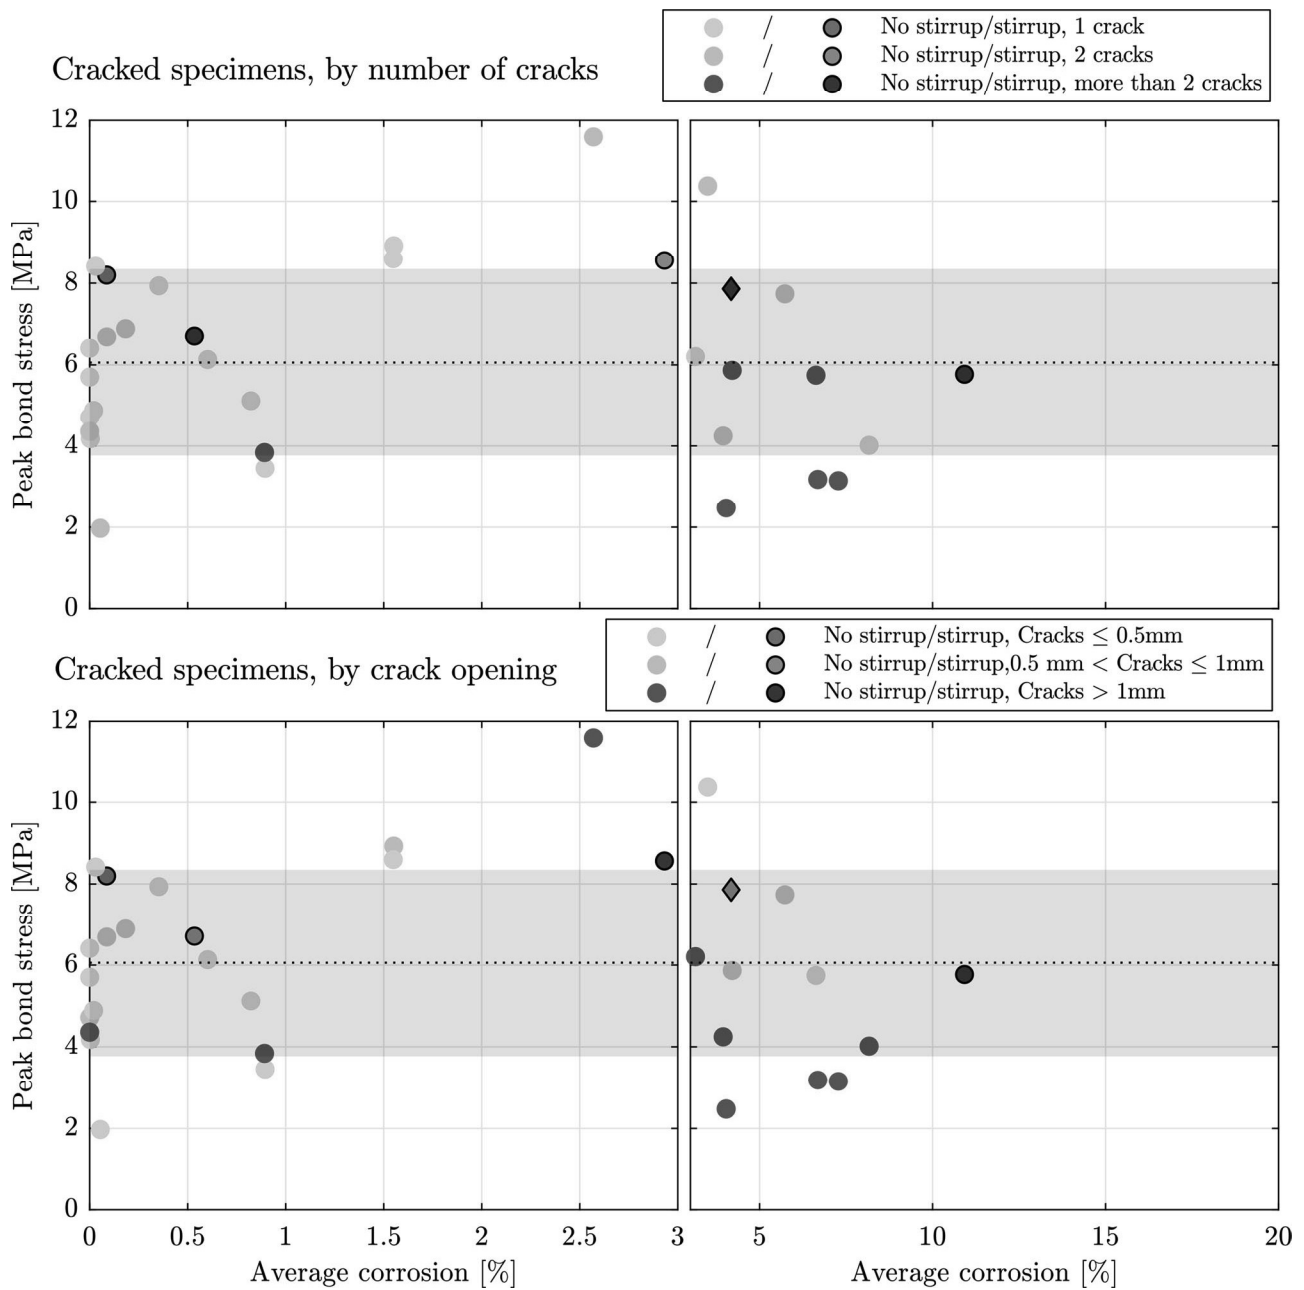 No stirrup/stirrup, 1 crack
/
No stirrup/stirrup, 2 cracks
/
No stirrup/stirrup, more than 2 cracks
/
Cracked specimens, by number of cracks
Peak bond stress [MPa]
12
10
8
6
4
2
0
/ No stirrup/stirrup, Cracks ≤ 0.5mm
/ No stirrup/stirrup,0.5 mm < Cracks ≤ 1mm
/ No stirrup/stirrup, Cracks > 1mm
Cracked specimens, by crack opening
Peak bond stress [MPa]
12
10
8
6
4
2
0
0 0.5 1 1.5 2 2.5 3 5 10 15 20
Average corrosion [%] Average corrosion [%]